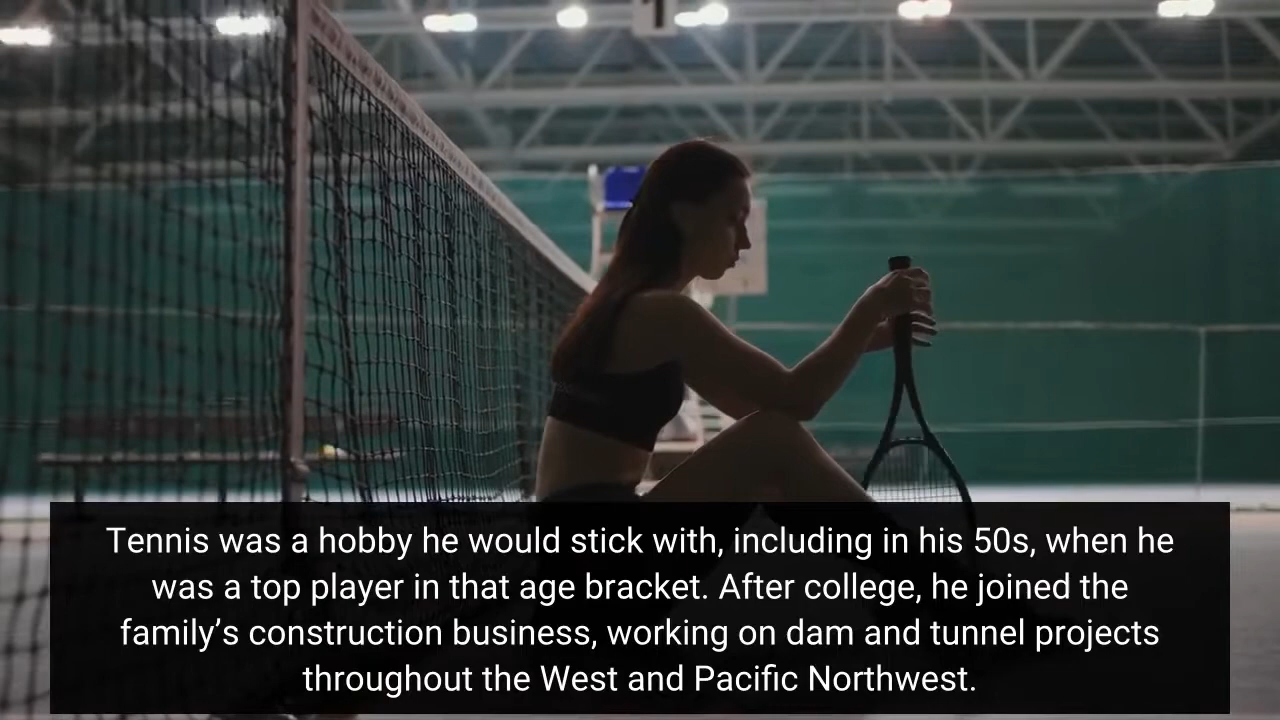 1
Tennis was a hobby he would stick with, including in his 50s, when he
was a top player in that age bracket. After college, he joined the
family’s construction business, working on dam and tunnel projects
throughout the West and Pacific Northwest.